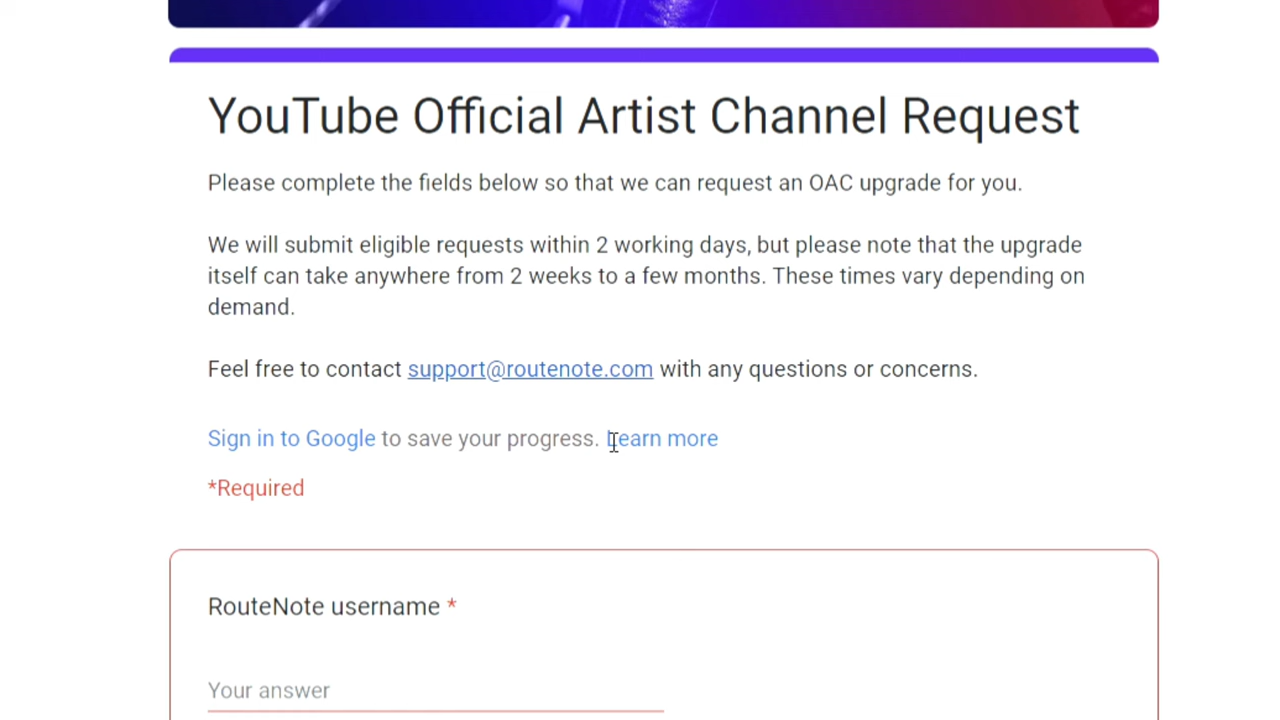 YouTube Official Artist Channel Request
Please complete the fields below so that we can request an OAC upgrade for you.
We will submit eligible requests within 2 working days, but please note that the upgrade
itself can take anywhere from 2 weeks to a few months. These times vary depending on
demand.
Feel free to contact support@routenote.com with any questions or concerns.
Sign in to Google to save your progress. Learn more
*Required
RouteNote username *
Your answer